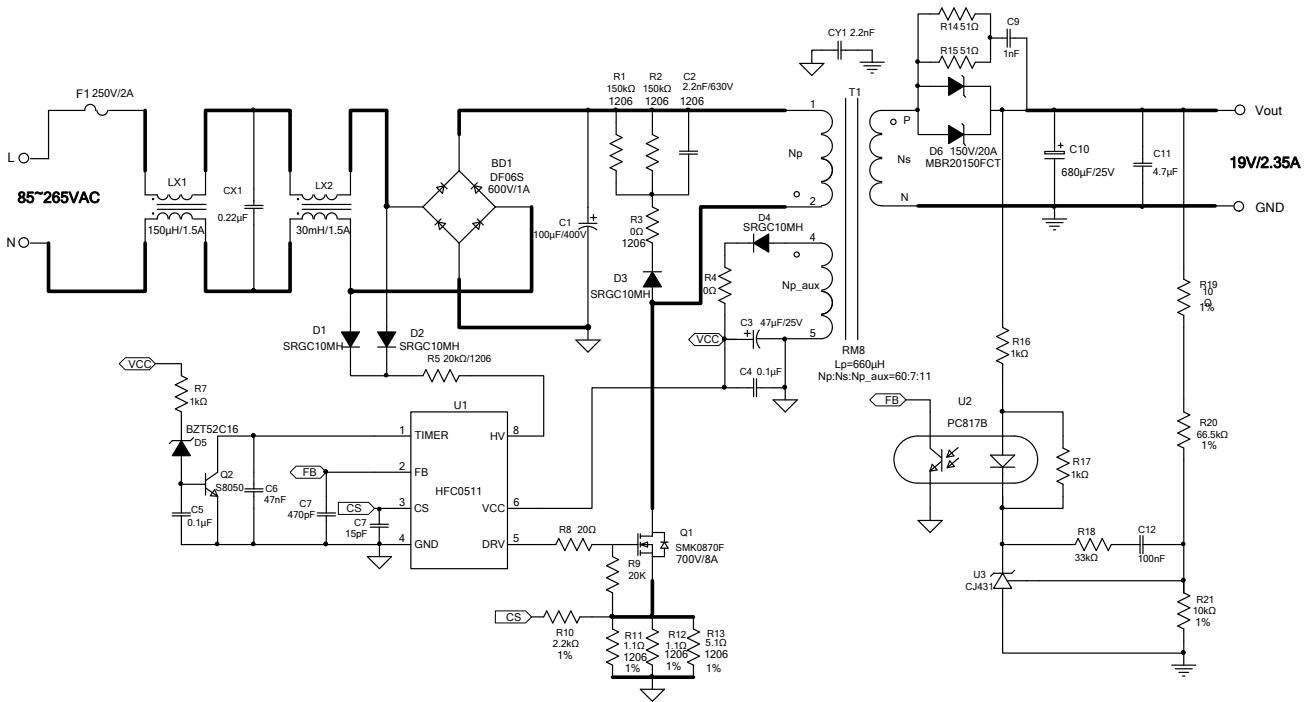 F1 250V/2A
L
85~265VAC
N
LX1
150µH/1.5A
CX1
0.22µF
LX2
30mH/1.5A
BD1
DF06S
600V/1A
C1
100µF/400V
R1
150kΩ
1206
R2
150kΩ
1206
C2
2.2nF/630V
1206
R3
0Ω
1206
D3
SRGC10MH
D4
SRGC10MH
R4
0Ω
VCC
C3 47µF/25V
C4 0.1µF
CY1 2.2nF
T1
1
Np
2
4
Np_aux
5
Ns
P
N
RM8
Lp=660µH
Np:Ns:Np_aux=60:7:11
R14 51Ω
R15 51Ω
C9
1nF
D6 150V/20A
MBR20150FCT
C10
680µF/25V
C11
4.7µF
Vout
19V/2.35A
GND
D1
SRGC10MH
D2
SRGC10MH
R5 20kΩ/1206
VCC
R7
1kΩ
BZT52C16
D5
Q2
S8050
C5
0.1µF
C6
47nF
FB
C7
470pF
CS
C7
15pF
U1
HFC0511
1 TIMER
2 FB
3 CS
4 GND
HV 8
VCC 6
DRV 5
R8 20Ω
Q1
SMK0870F
700V/8A
R9
20K
CS
R10
2.2kΩ
1%
R11
1.1Ω
1206
1%
R12
1.1Ω
1206
1%
R13
5.1Ω
1206
1%
FB
U2
PC817B
R16
1kΩ
R17
1kΩ
R18
33kΩ
C12
100nF
U3
CJ431
R19
10
Ω
1%
R20
66.5kΩ
1%
R21
10kΩ
1%